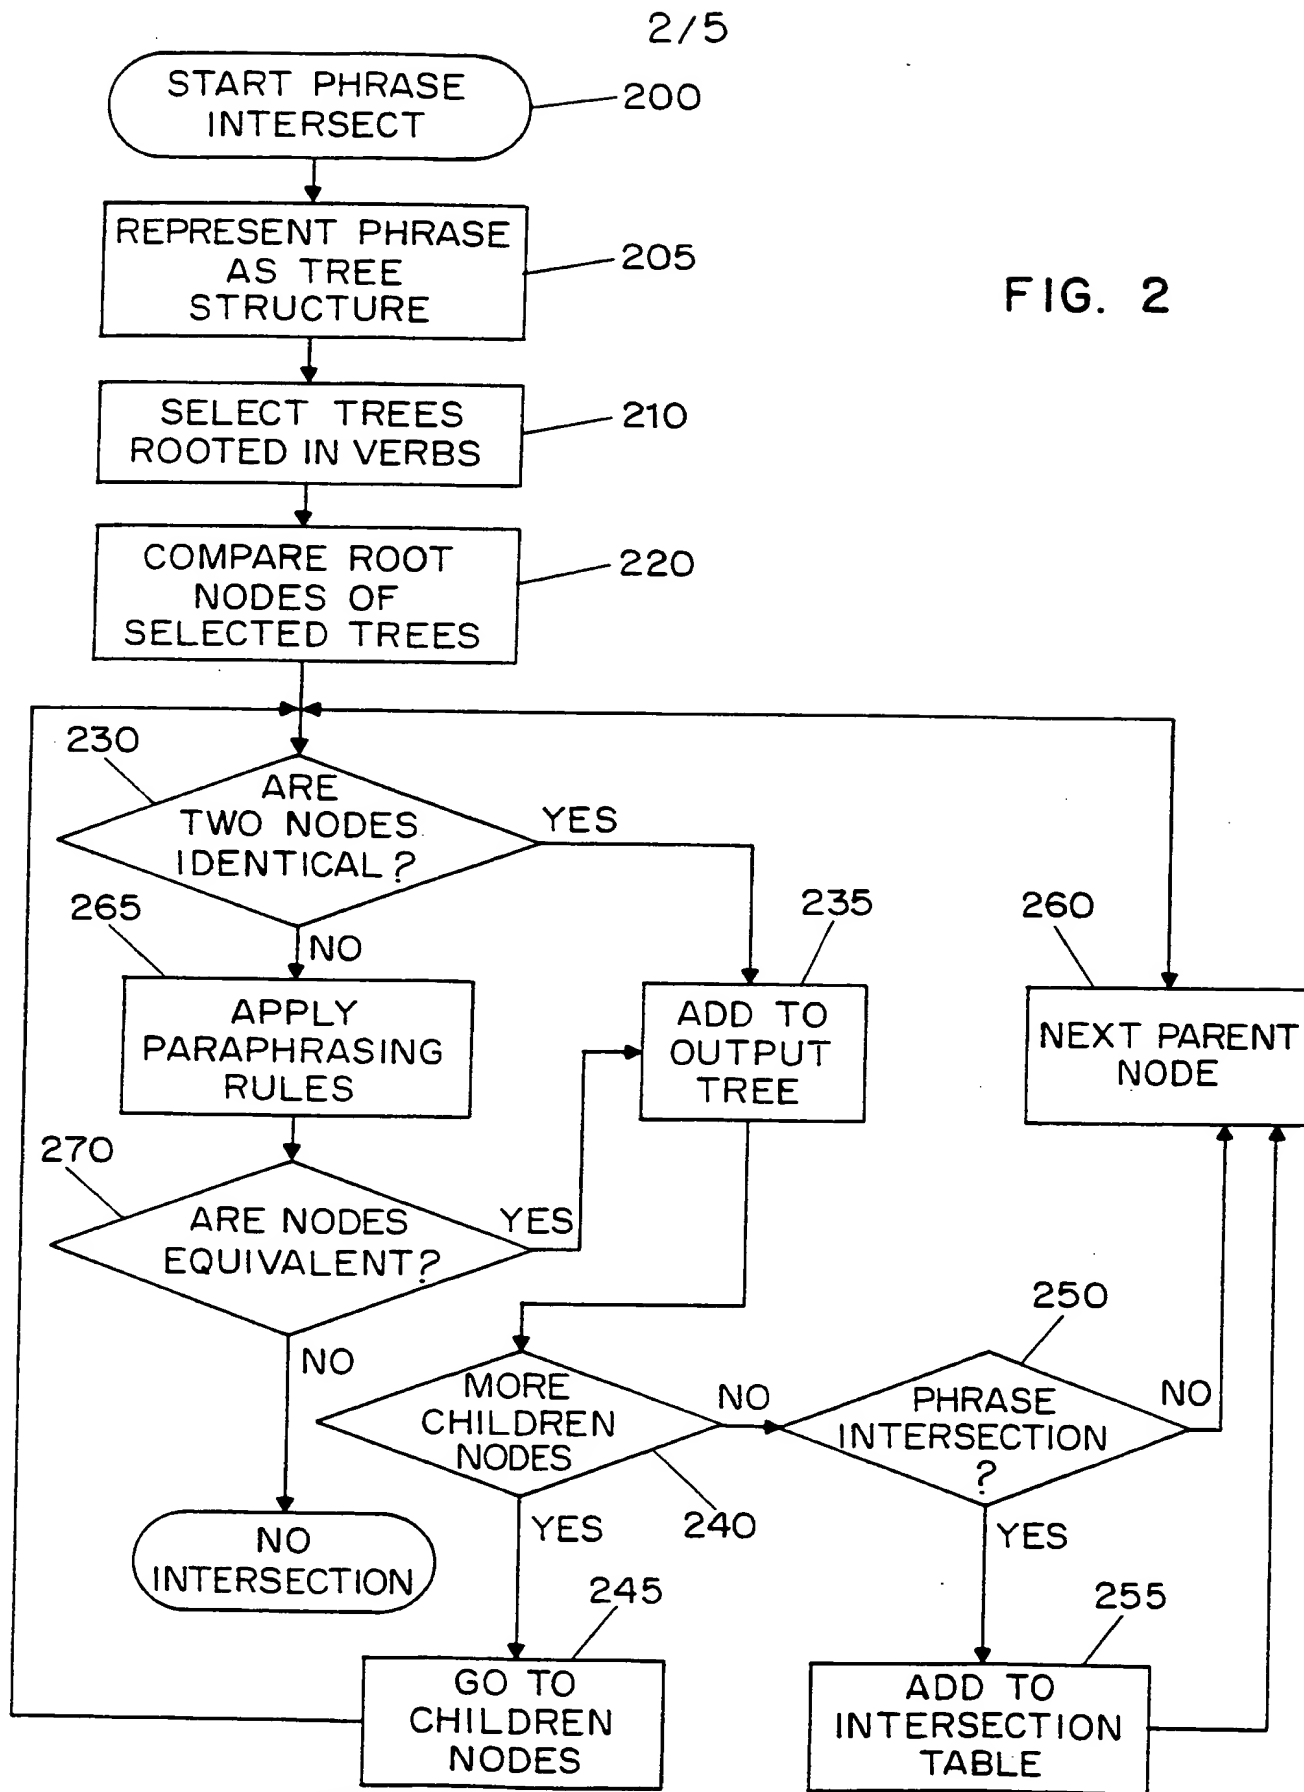 2/5
START PHRASE
INTERSECT
200
REPRESENT PHRASE
AS TREE
STRUCTURE
205
FIG. 2
SELECT TREES
ROOTED IN VERBS
210
COMPARE ROOT
NODES OF
SELECTED TREES
220
230
ARE
TWO NODES
IDENTICAL?
YES
NO
265
APPLY
PARAPHRASING
RULES
235
ADD TO
OUTPUT
TREE
260
NEXT PARENT
NODE
270
ARE NODES
EQUIVALENT?
YES
NO
NO
INTERSECTION
MORE
CHILDREN
NODES
240
NO
YES
250
PHRASE
INTERSECTION
?
NO
YES
245
GO TO
CHILDREN
NODES
255
ADD TO
INTERSECTION
TABLE